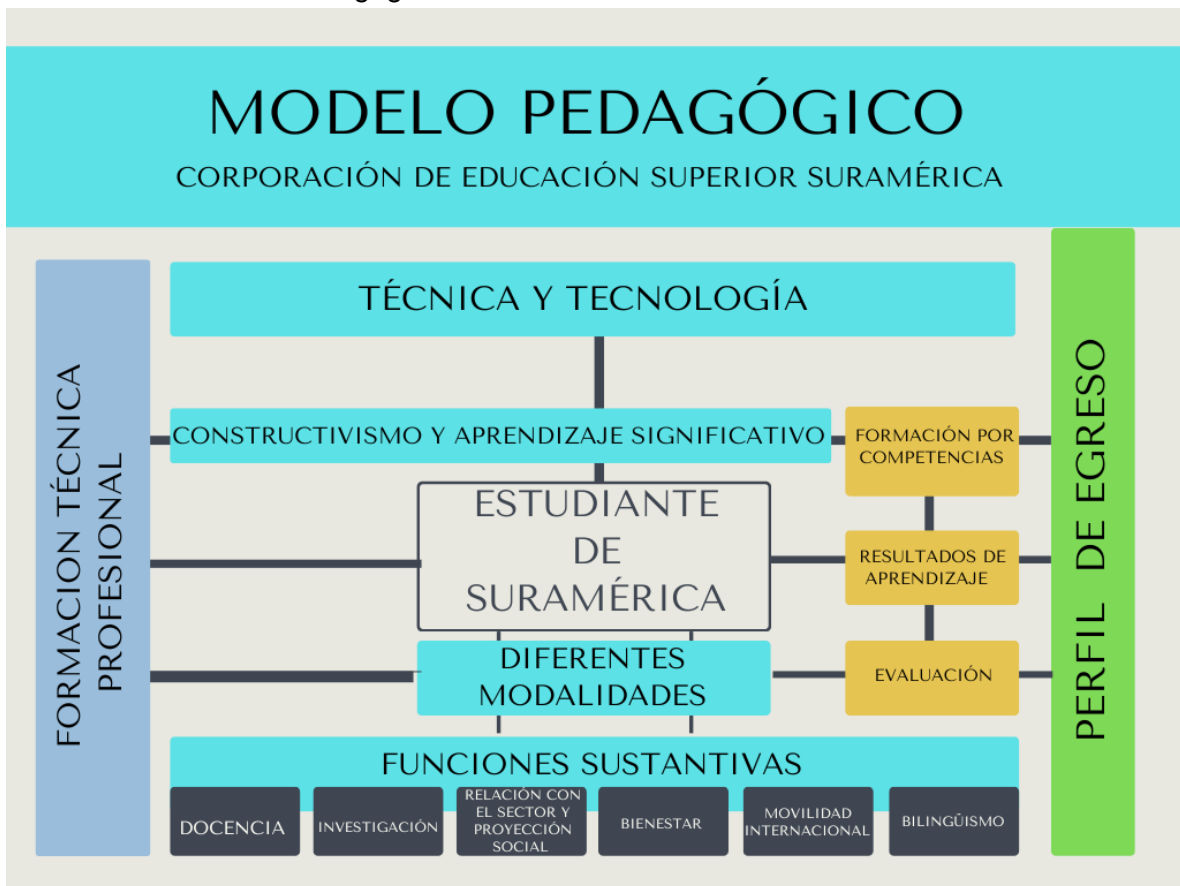 MODELO PEDAGÓGICO
CORPORACIÓN DE EDUCACIÓN SUPERIOR SURAMÉRICA
FORMACION TÉCNICA
PROFESIONAL
TÉCNICA Y TECNOLOGÍA
CONSTRUCTIVISMO Y APRENDIZAJE SIGNIFICATIVO
FORMACIÓN POR
COMPETENCIAS
ESTUDIANTE
DE
SURAMÉRICA
RESULTADOS DE
APRENDIZAJE
DIFERENTES
MODALIDADES
EVALUACIÓN
FUNCIONES SUSTANTIVAS
DOCENCIA
INVESTIGACIÓN
RELACIÓN CON
EL SECTOR Y
PROYECCIÓN
SOCIAL
BIENESTAR
MOVILIDAD
INTERNACIONAL
BILINGÜISMO
PERFIL DE EGRESO